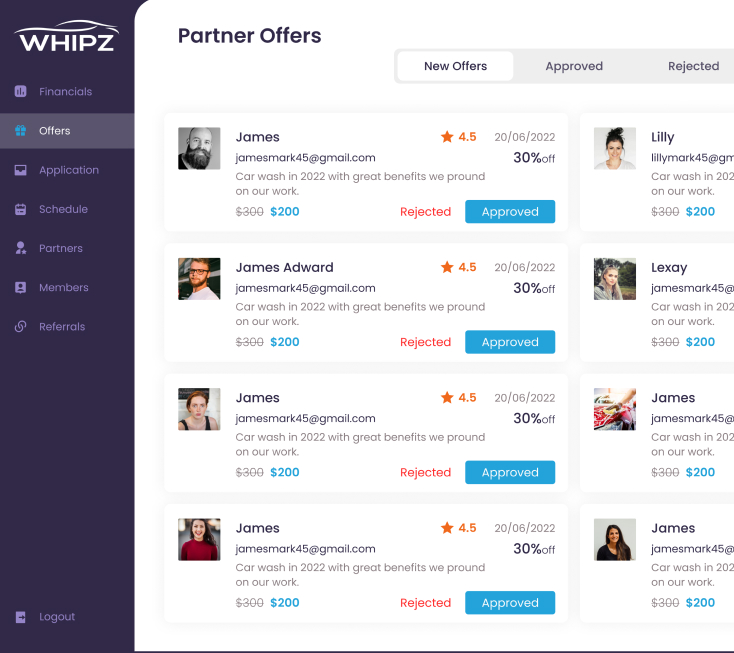 WHIPZ
Financials
Offers
Application
Schedule
Partners
Members
Referrals
Logout
Partner Offers
New Offers
Approved
Rejected
James
4.5
20/06/2022
jamesmark45@gmail.com
30%off
Car wash in 2022 with great benefits we pround
on our work.
$300 $200
Rejected
Approved
Lilly
lillymark45@gm
Car wash in 202
on our work.
$300 $200
James Adward
4.5
20/06/2022
jamesmark45@gmail.com
30%off
Car wash in 2022 with great benefits we pround
on our work.
$300 $200
Rejected
Approved
Lexay
jamesmark45@
Car wash in 202
on our work.
$300 $200
James
4.5
20/06/2022
jamesmark45@gmail.com
30%off
Car wash in 2022 with great benefits we pround
on our work.
$300 $200
Rejected
Approved
James
jamesmark45@
Car wash in 202
on our work.
$300 $200
James
4.5
20/06/2022
jamesmark45@gmail.com
30%off
Car wash in 2022 with great benefits we pround
on our work.
$300 $200
Rejected
Approved
James
jamesmark45@
Car wash in 202
on our work.
$300 $200